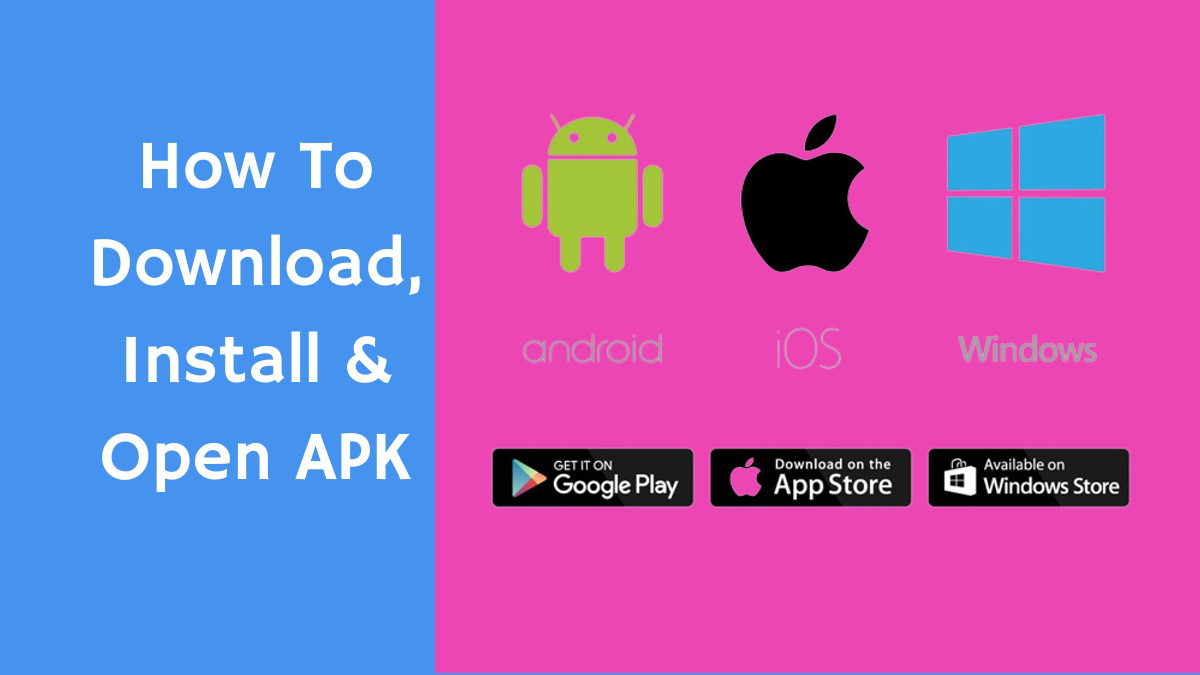 How To
Download,
Install &
Open APK
android
iOS
Windows
GET IT ON
Google Play
Download on the
App Store
Available on
Windows Store